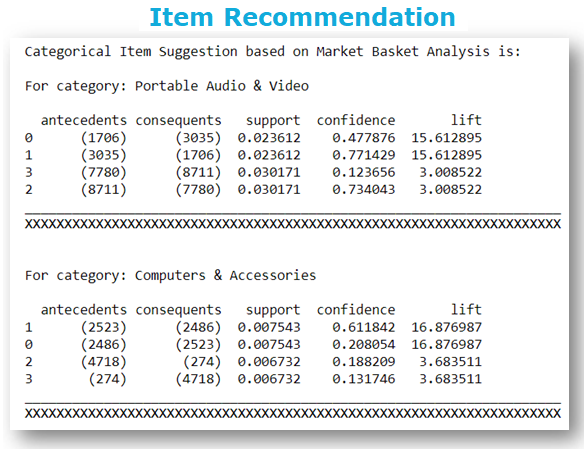 Item Recommendation
Categorical Item Suggestion based on Market Basket Analysis is:
For category: Portable Audio & Video
antecedents consequents support confidence lift
0 (1706) (3035) 0.023612 0.477876 15.612895
1 (3035) (1706) 0.023612 0.771429 15.612895
3 (7780) (8711) 0.030171 0.123656 3.008522
2 (8711) (7780) 0.030171 0.734043 3.008522
XXXXXXXXXXXXXXXXXXXXXXXXXXXXXXXXXXXXXXXXXXXXXXXXXXXXXXXXXXXXXXXXXXXX
For category: Computers & Accessories
antecedents consequents support confidence lift
1 (2523) (2486) 0.007543 0.611842 16.876987
0 (2486) (2523) 0.007543 0.208054 16.876987
2 (4718) (274) 0.006732 0.188209 3.683511
3 (274) (4718) 0.006732 0.131746 3.683511
XXXXXXXXXXXXXXXXXXXXXXXXXXXXXXXXXXXXXXXXXXXXXXXXXXXXXXXXXXXXXXXXXXXX